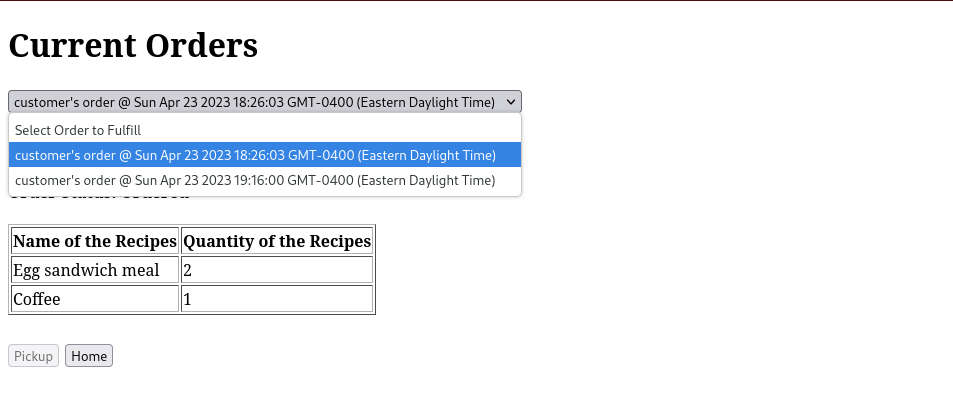 Current Orders
customer's order @ Sun Apr 23 2023 18:26:03 GMT-0400 (Eastern Daylight Time)
Select Order to Fulfill
customer's order @ Sun Apr 23 2023 18:26:03 GMT-0400 (Eastern Daylight Time)
customer's order @ Sun Apr 23 2023 19:16:00 GMT-0400 (Eastern Daylight Time)
Name of the Recipes Quantity of the Recipes
Egg sandwich meal 2
Coffee 1
Pickup Home